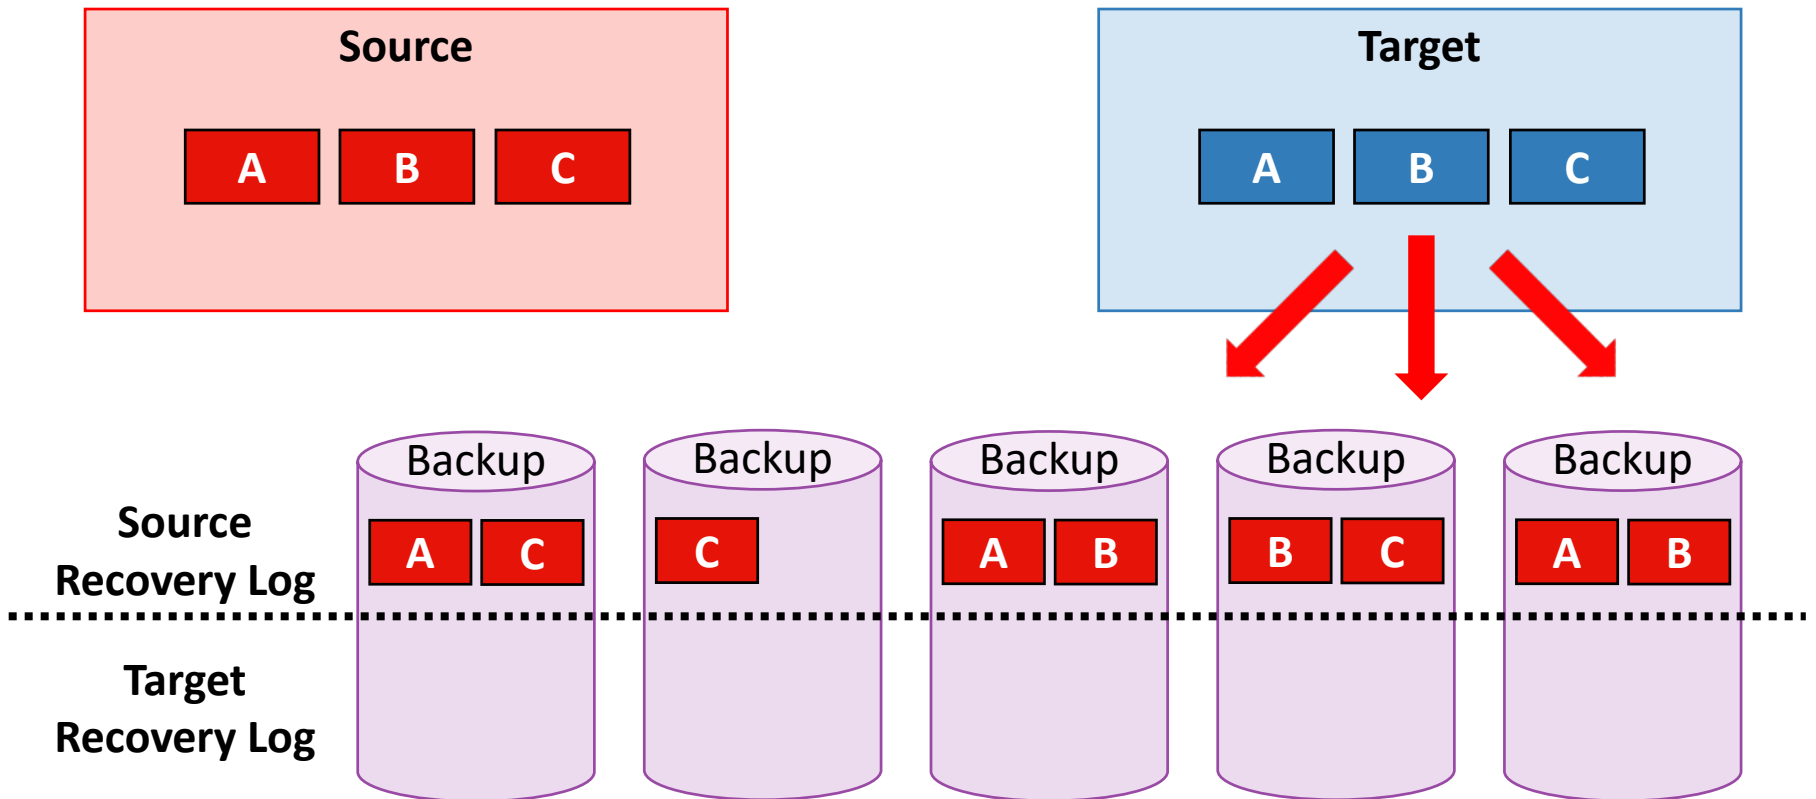 Source
Target
A B C
A B C
Backup Backup Backup Backup Backup
Source
Recovery Log
A C
C
A B
B C
A B
Target
Recovery Log